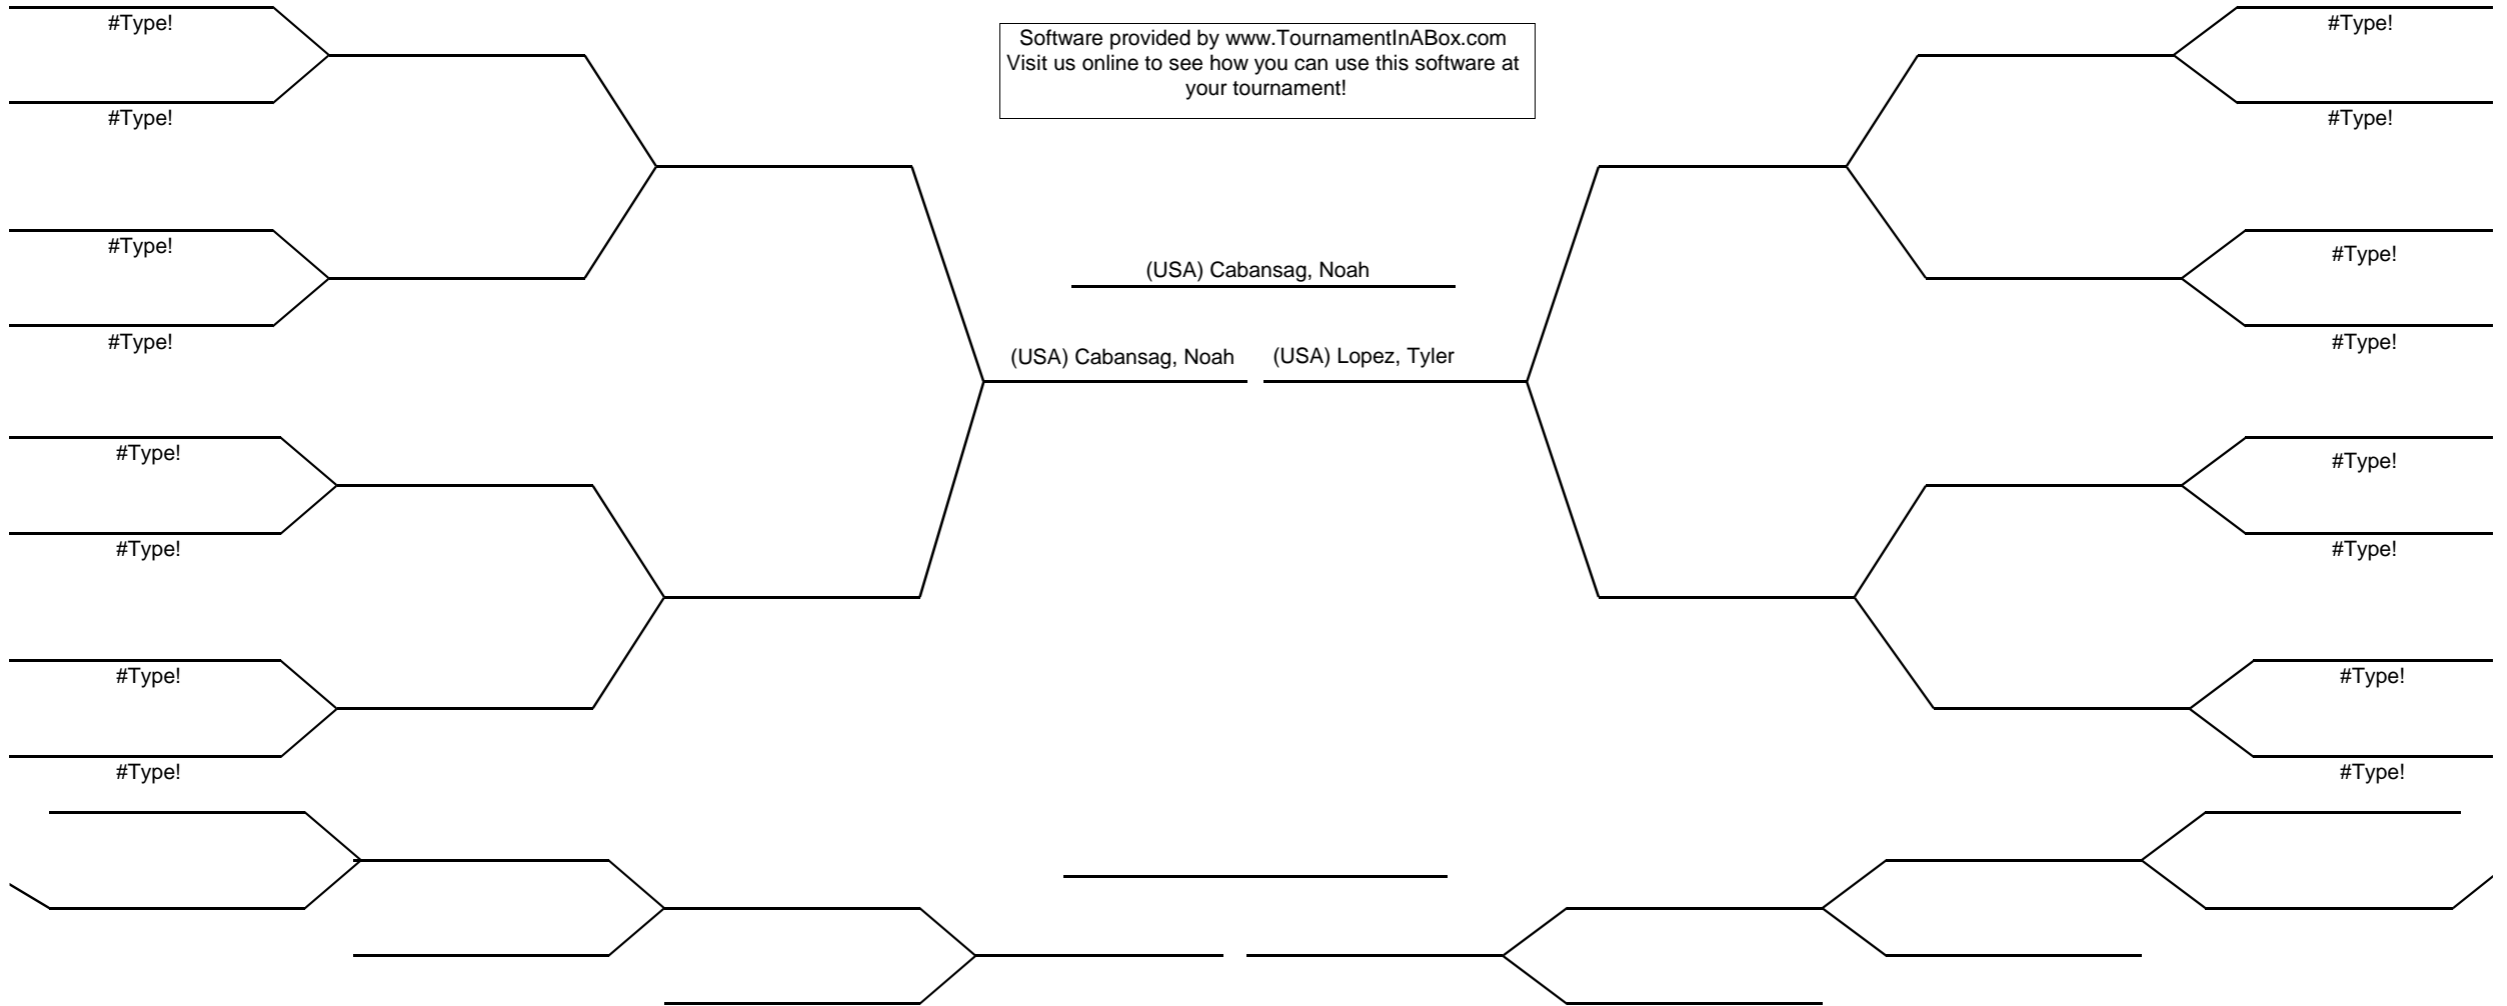 #Type!
#Type!
Software provided by www.TournamentInABox.com
Visit us online to see how you can use this software at
your tournament!
#Type!
#Type!
#Type!
#Type!
(USA) Cabansag, Noah
#Type!
#Type!
(USA) Cabansag, Noah
(USA) Lopez, Tyler
#Type!
#Type!
#Type!
#Type!
#Type!
#Type!
#Type!
#Type!